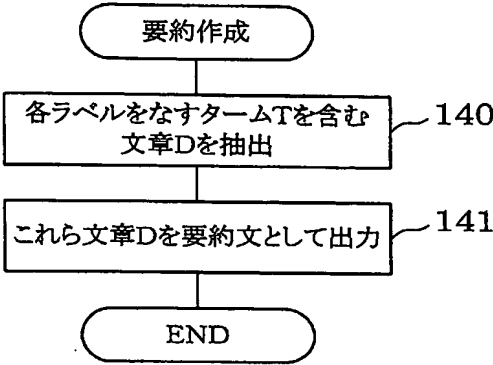 要約作成
各ラベルをなすタームTを含む
文章Dを抽出
140
これら文章Dを要約文として出力
141
END